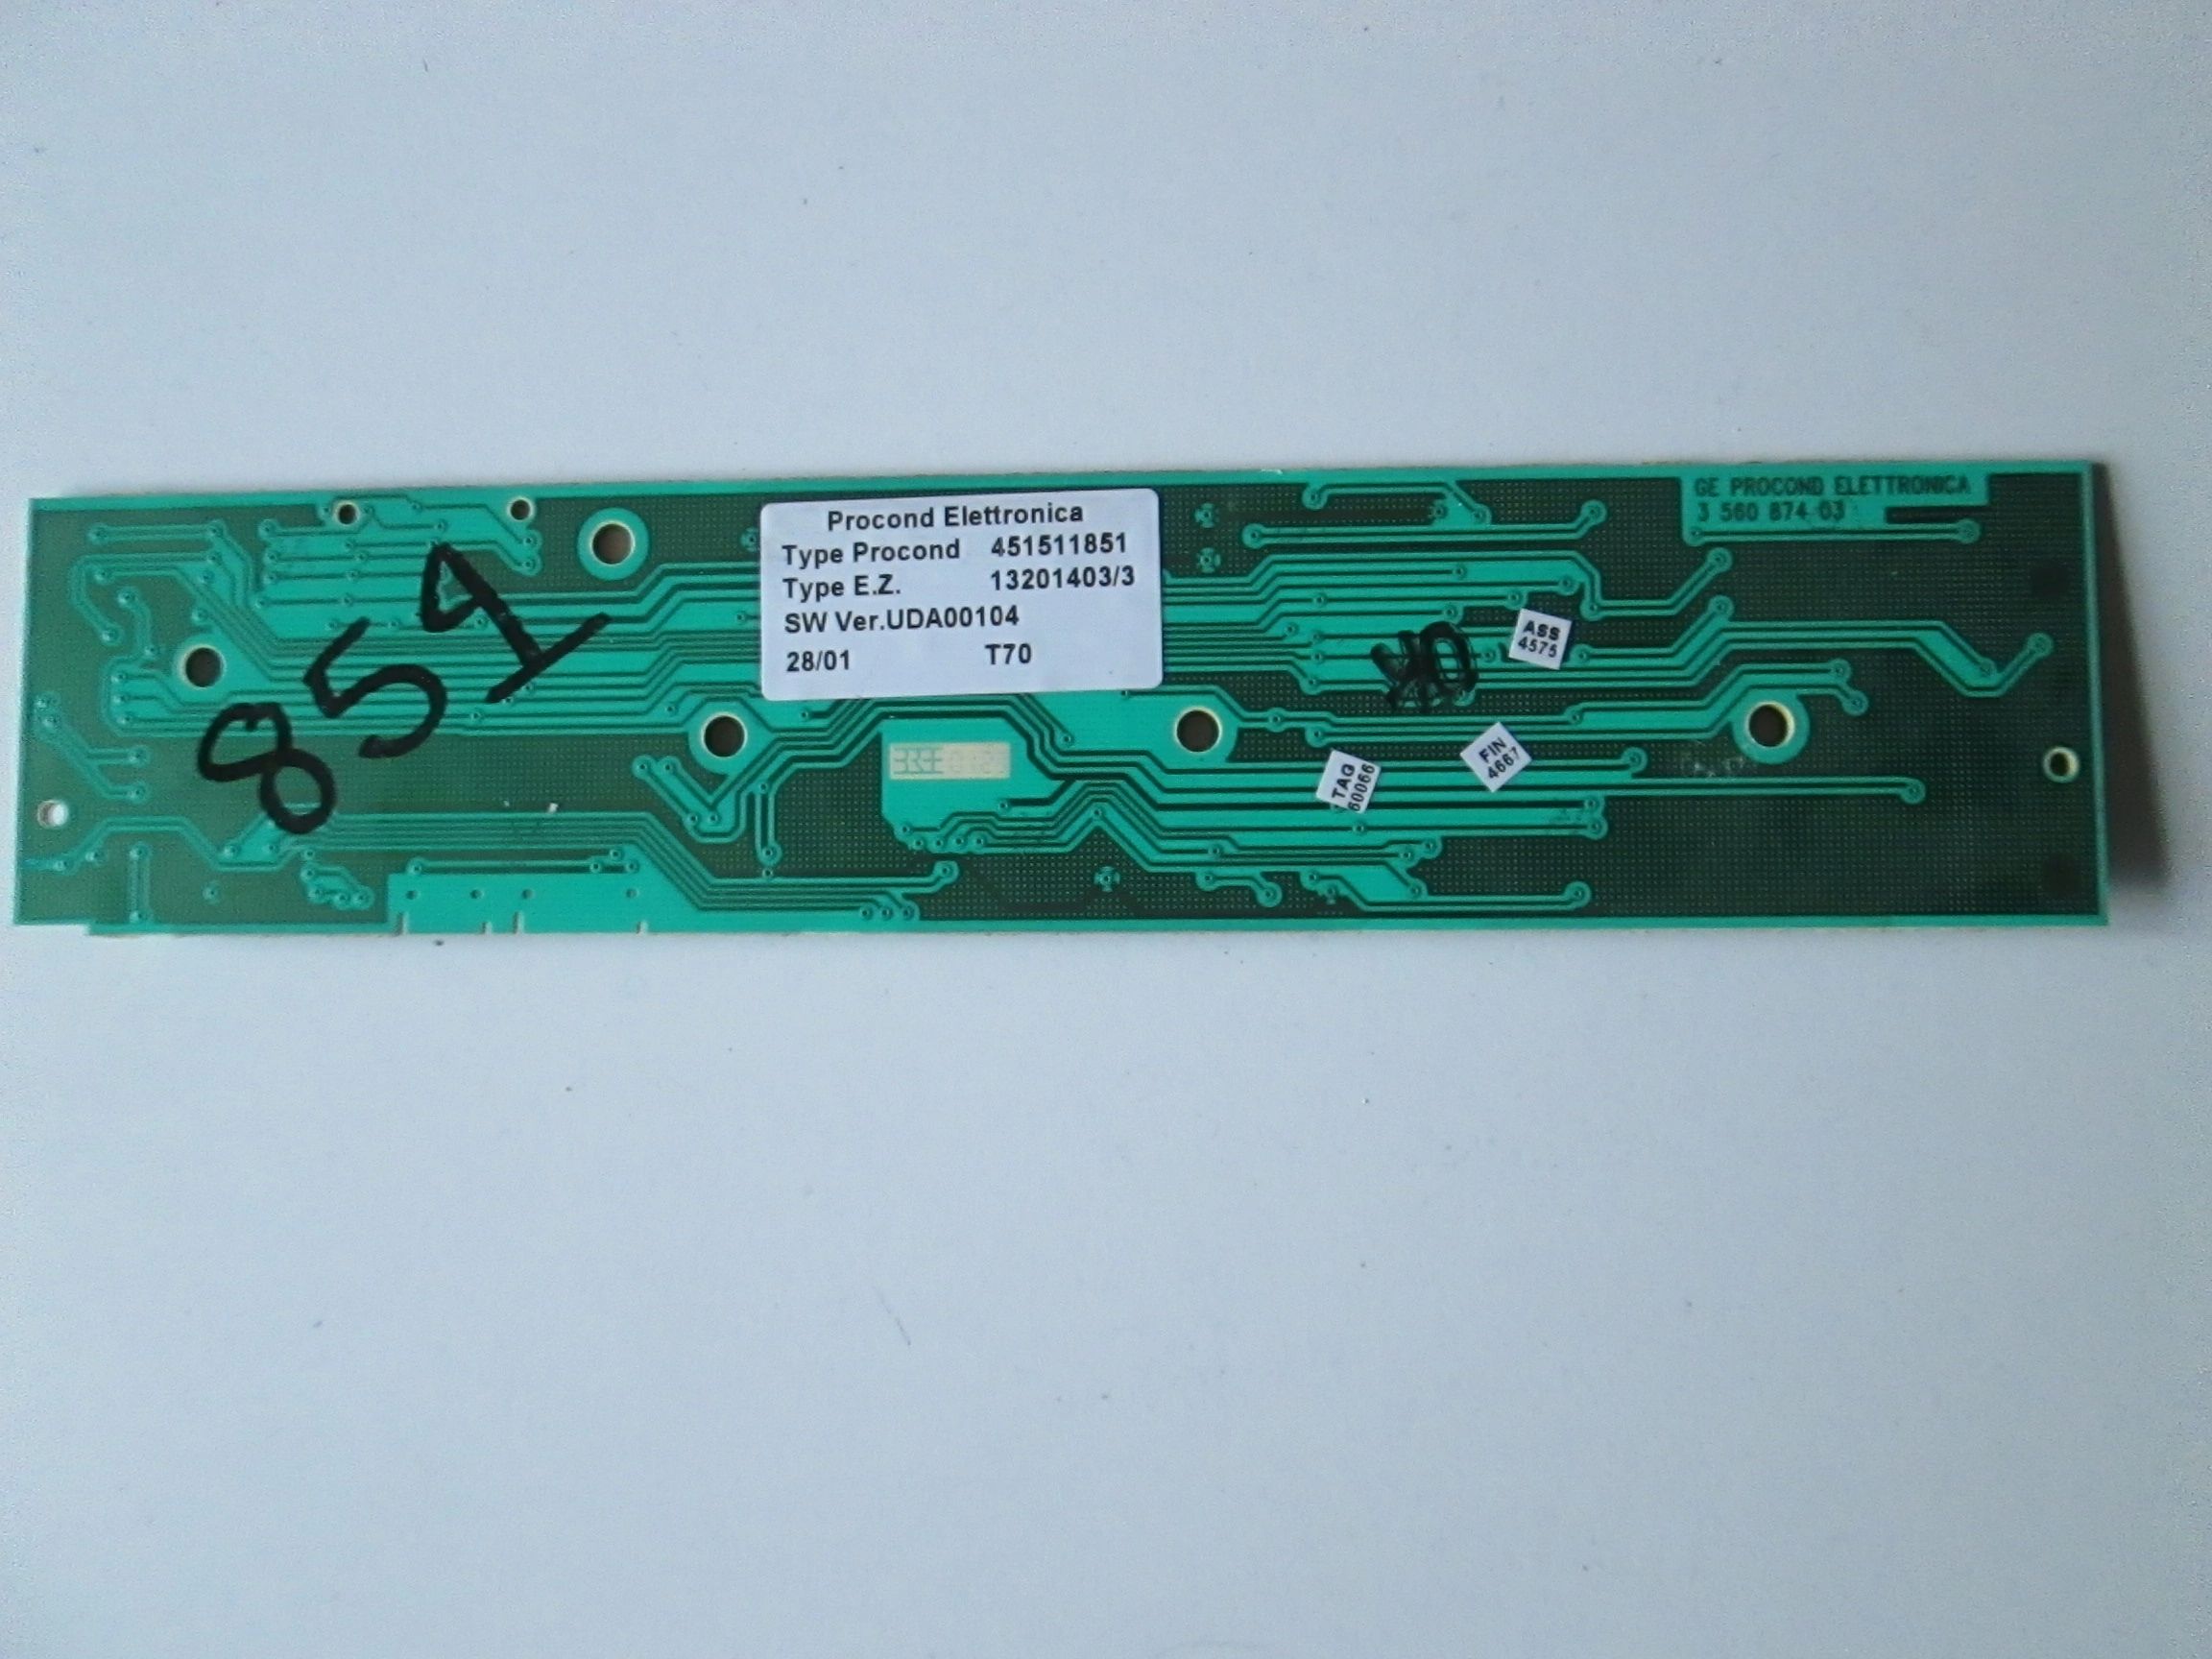 GE PROCOND ELETTRONICA
3 560 874 03
Procond Elettronica
Type Procond 451511851
Type E.Z. 13201403/3
SW Ver.UDA00104
28/01 T70
851
ASS
4575
FIN
4667
TAG
60066